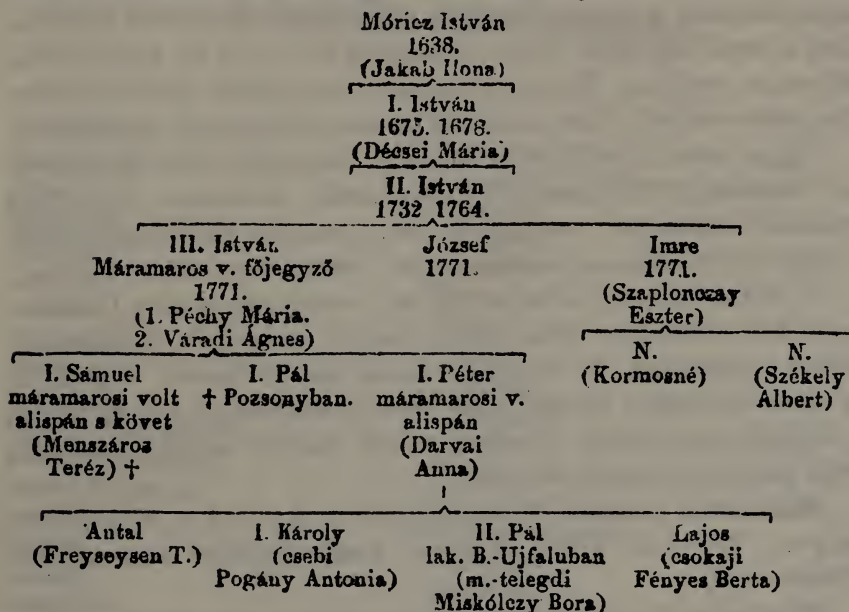 Móricz István
1638.
(Jakab Ilona)
I. István
1675. 1678.
(Décsei Mária)
II. István
1732 1764.
III. István
Máramaros v. főjegyző
1771.
(1. Péchy Mária.
2. Váradi Ágnes)
József
1771.
Imre
1771.
(Szaplonczay
Eszter)
I. Sámuel
máramarosi volt
alispán s követ
(Menszáros
Teréz) †
I. Pál
† Pozsonyban.
I. Péter
máramarosi v.
alispán
(Darvai
Anna)
N.
(Kormosné)
N.
(Székely
Albert)
Antal
(Freyseysen T.)
I. Károly
(csebi
Pogány Antonia)
II. Pál
lak. B.-Ujfaluban
(m.-telegdi
Miskólczy Bora)
Lajos
(csokaji
Fényes Berta)